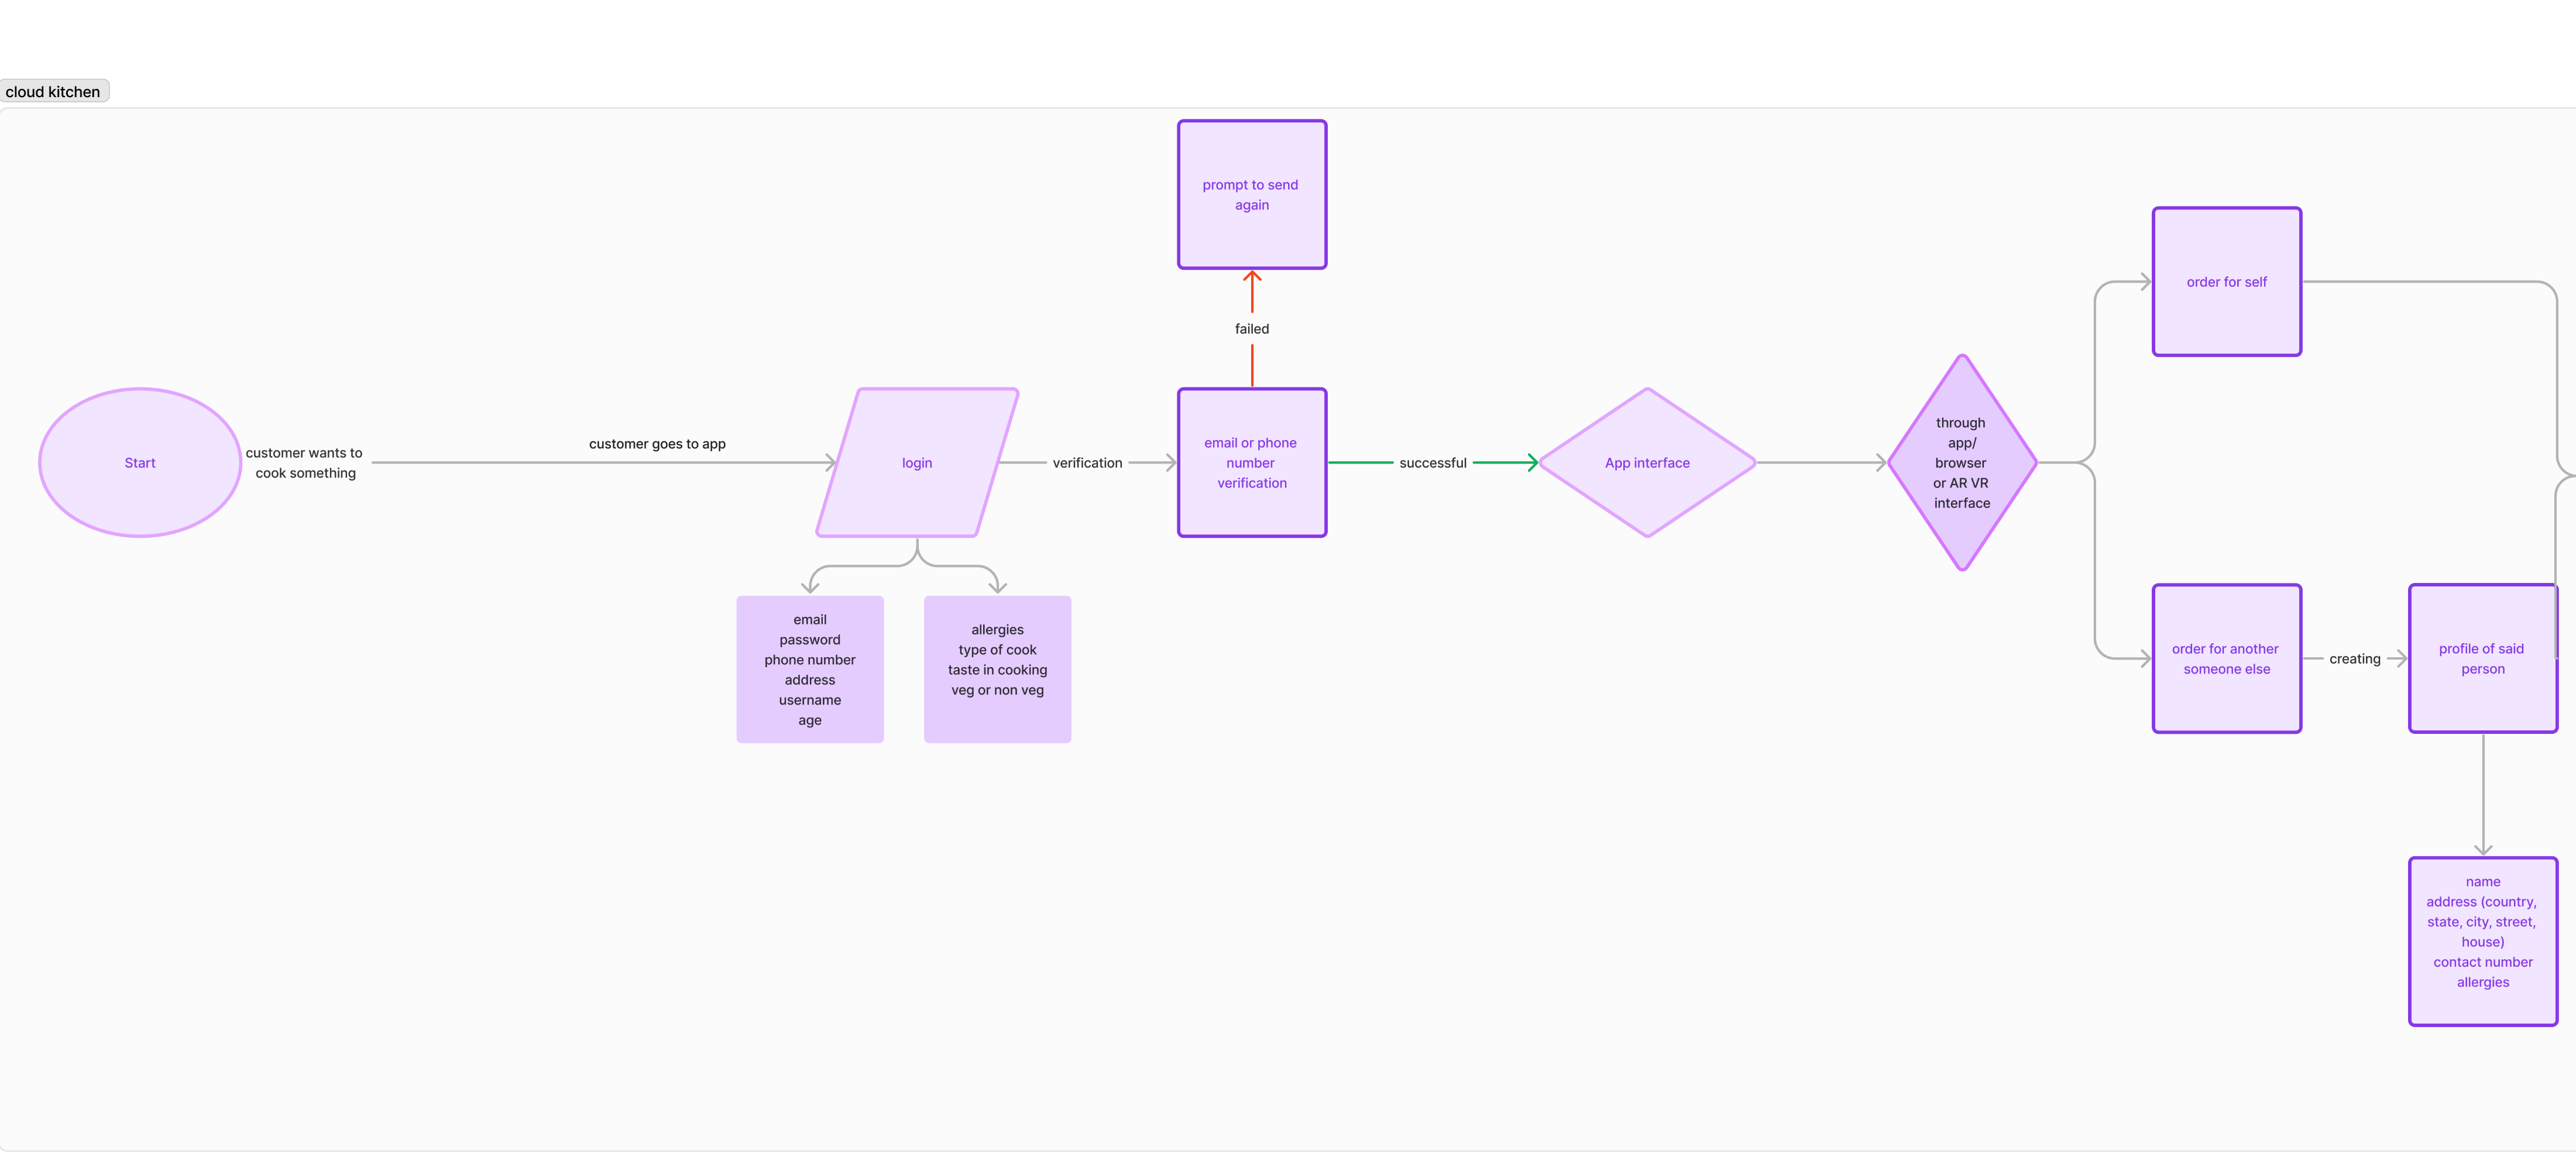 cloud kitchen
prompt to send
again
failed
order for self
Start
customer wants to
cook something
customer goes to app
login
verification
email or phone
number
verification
successful
App interface
through
app/
browser
or AR VR
interface
email
password
phone number
address
username
age
allergies
type of cook
taste in cooking
veg or non veg
order for another
someone else
creating
profile of said
person
name
address (country,
state, city, street,
house)
contact number
allergies